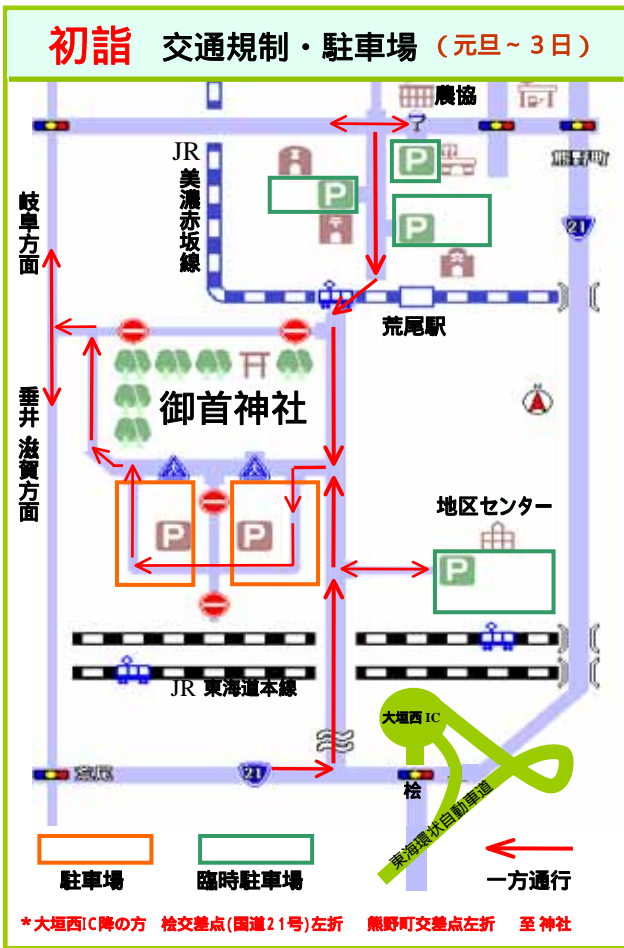 初詣 交通規制・駐車場 （元旦～３日）
農協
JR
美濃赤坂線
熊野町
岐阜方面
21
荒尾駅
N
御首神社
垂井 滋賀方面
地区センター
P
P
P
P
P
P
JR 東海道本線
大垣西 IC
荒尾
21
桧
東海環状自動車道
駐車場
臨時駐車場
一方通行
*大垣西IC降の方 桧交差点(国道21号)左折 熊野町交差点左折 至 神社